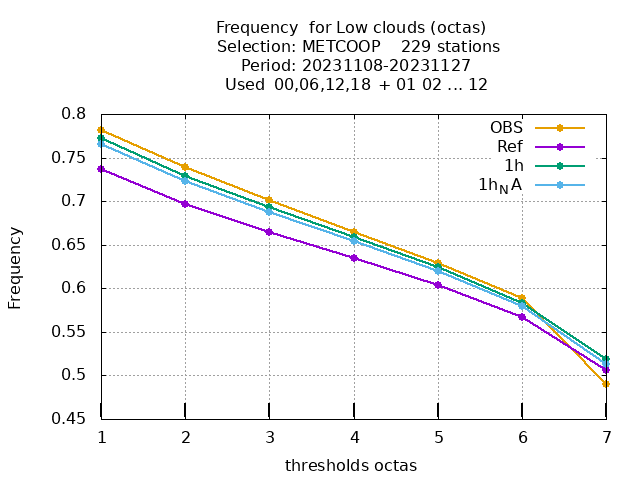 Frequency  for Low clouds (octas)
Selection: METCOOP    229 stations
Period: 20231108-20231127
Used  00,06,12,18  + 01 02 ... 12
OBS
Ref
1h
1h_N A
0.8
0.75
0.7
0.65
0.6
0.55
0.5
0.45
Frequency
1 2 3 4 5 6 7
thresholds octas